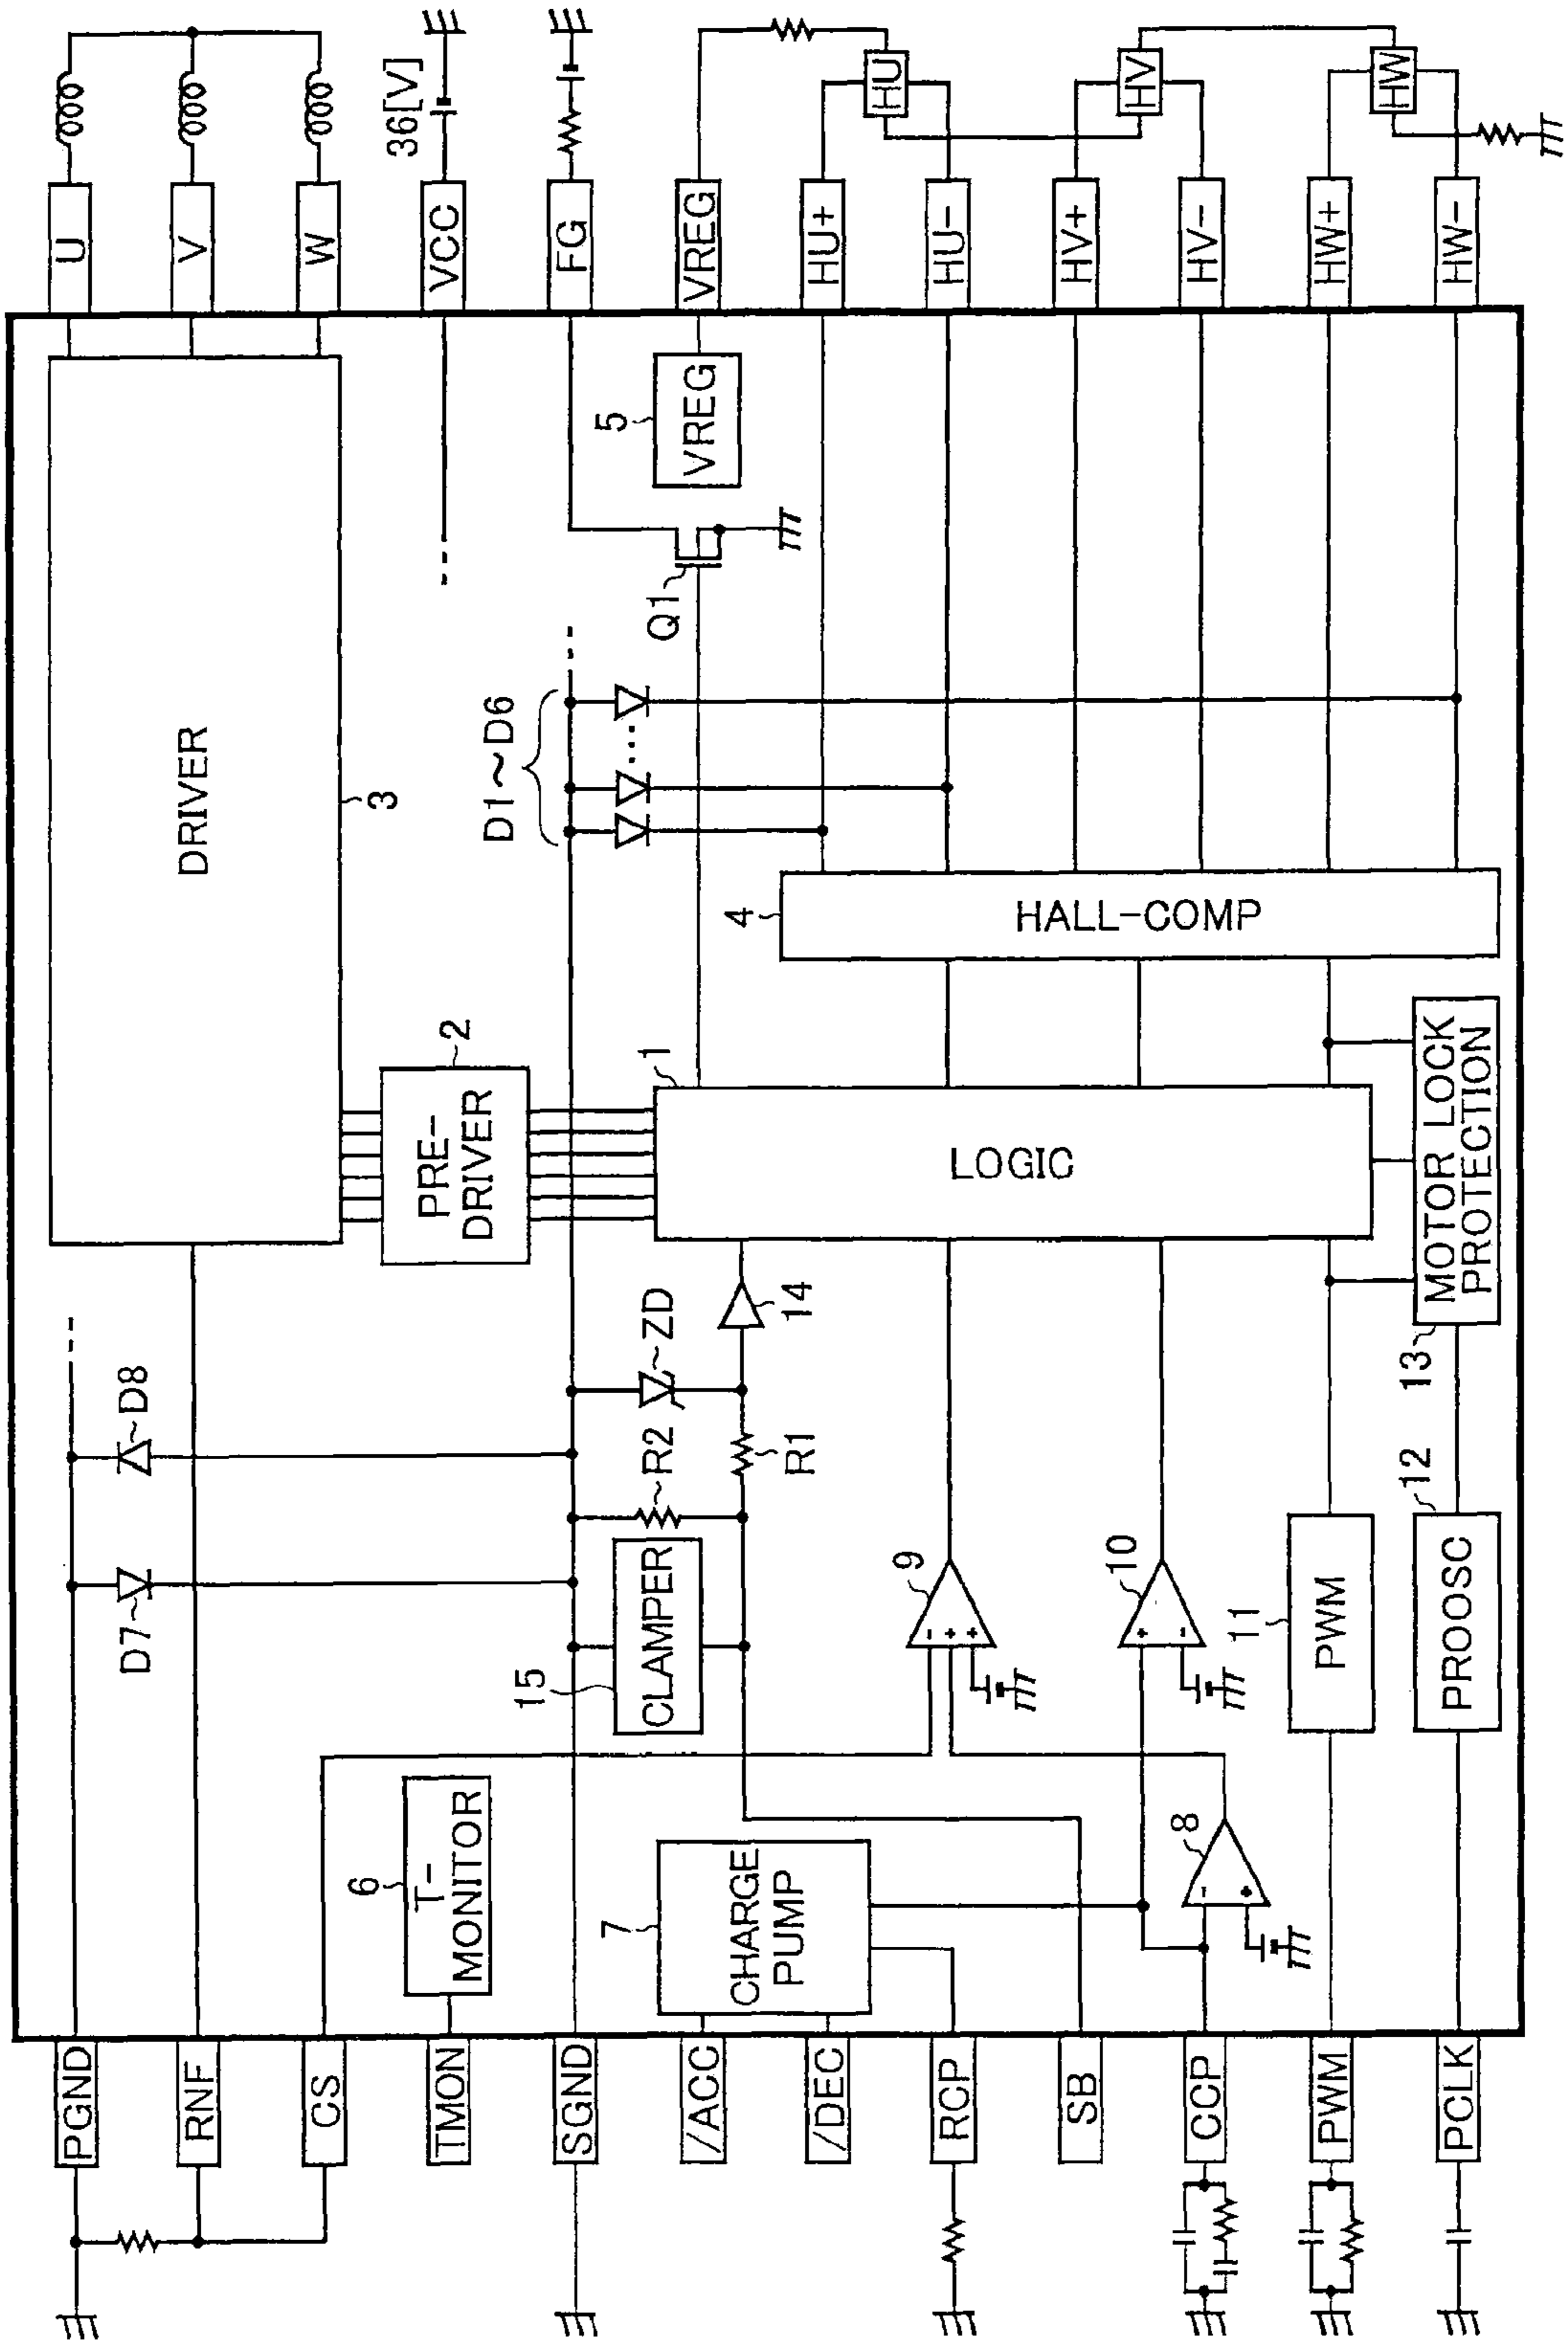 U
V
W
36[V]
VCC
FG
VREG
HU+
HU-
HV+
HV-
HW+
HW-
HU
HV
HW
DRIVER
3
5
VREG
Q1
D1~D6
4
HALL-COMP
2
PRE-
DRIVER
1
LOGIC
MOTOR LOCK
PROTECTION
13
14
ZD
R2
R1
D8
D7
15
CLAMPER
9
10
11
PWM
12
PROOSC
6
T-
MONITOR
7
CHARGE
PUMP
8
PGND
RNF
CS
TMON
SGND
/ACC
/DEC
RCP
SB
CCP
PWM
PCLK